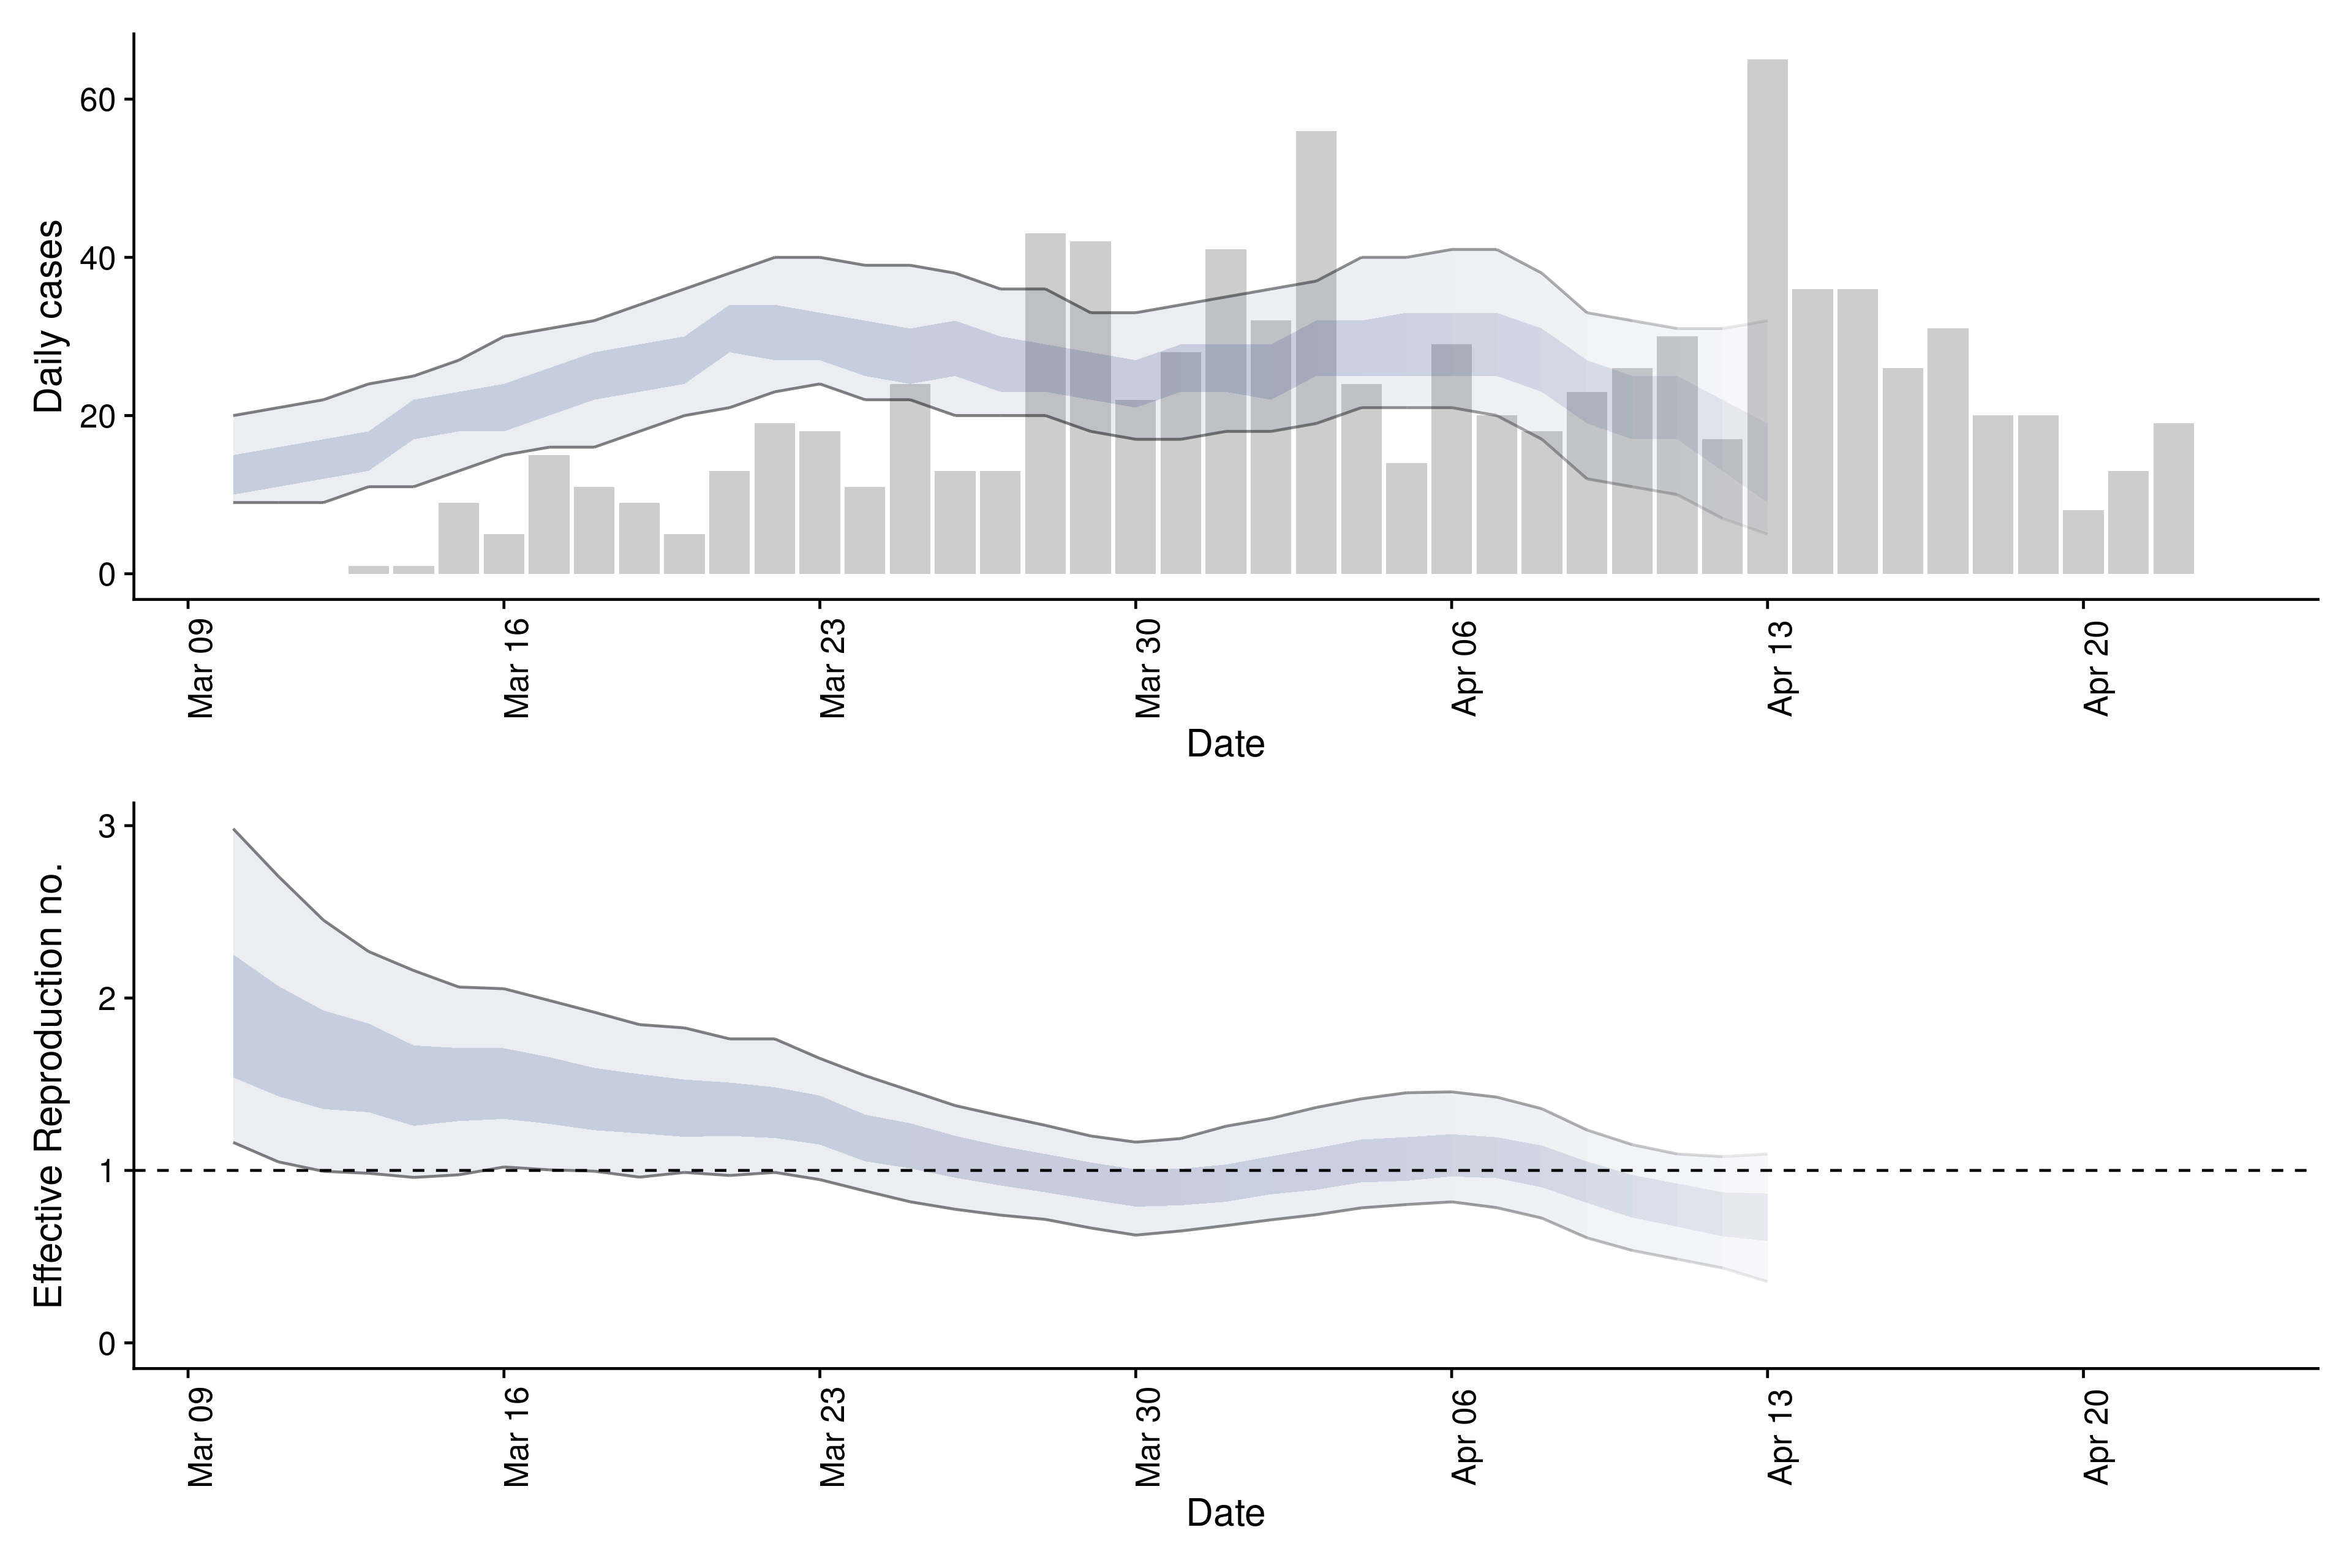 Daily cases
60
40
20
0
Mar 09
Mar 16
Mar 23
Mar 30
Apr 06
Apr 13
Apr 20
Date
Effective Reproduction no.
3
2
1
0
Mar 09
Mar 16
Mar 23
Mar 30
Apr 06
Apr 13
Apr 20
Date